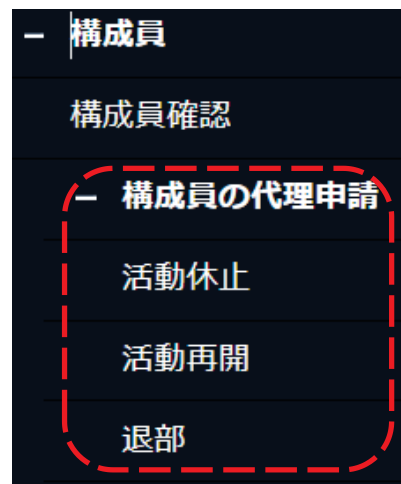 − 構成員
構成員確認
− 構成員の代理申請
活動休止
活動再開
退部